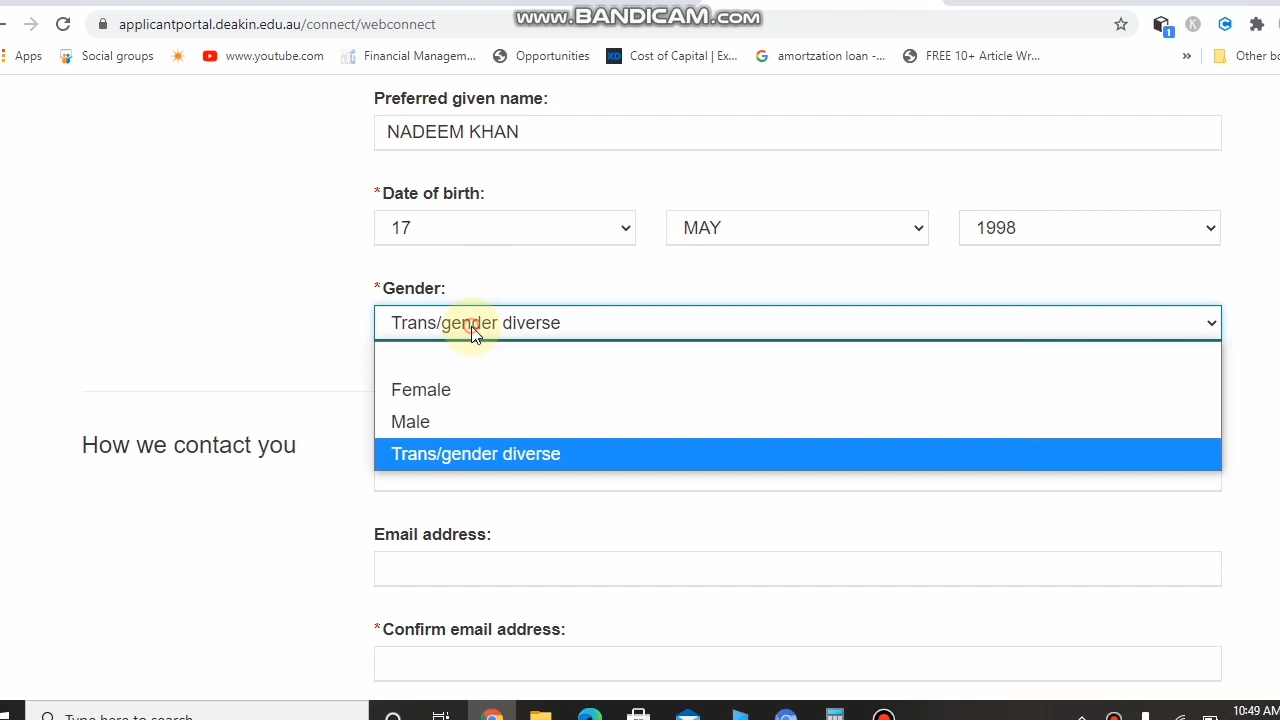 www.BANDICAM.com
applicantportal.deakin.edu.au/connect/webconnect
1
Apps
Social groups
www.youtube.com
Financial Managem...
Opportunities
XD
Cost of Capital | Ex...
amortzation loan -...
FREE 10+ Article Wr...
»
Other bo
Preferred given name:
NADEEM KHAN
*Date of birth:
17
MAY
1998
*Gender:
Trans/gender diverse
Female
Male
Trans/gender diverse
How we contact you
Email address:
*Confirm email address:
Type here to search
10:49 AM